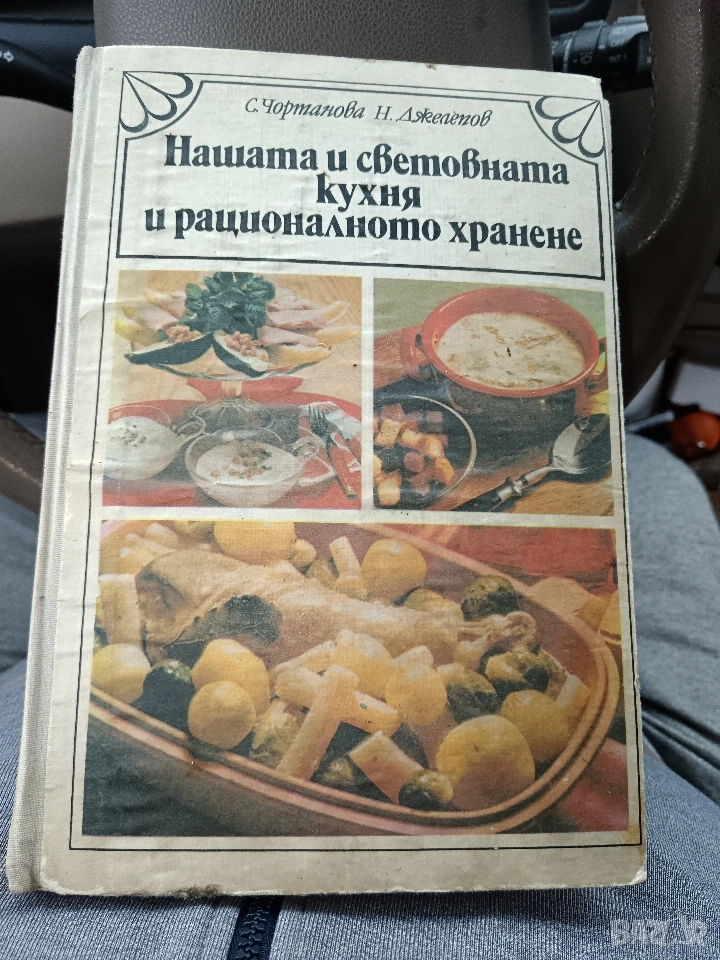 С. Чортанова Н. Джелепов
Нашата и световната
кухня
и рационалното хранене